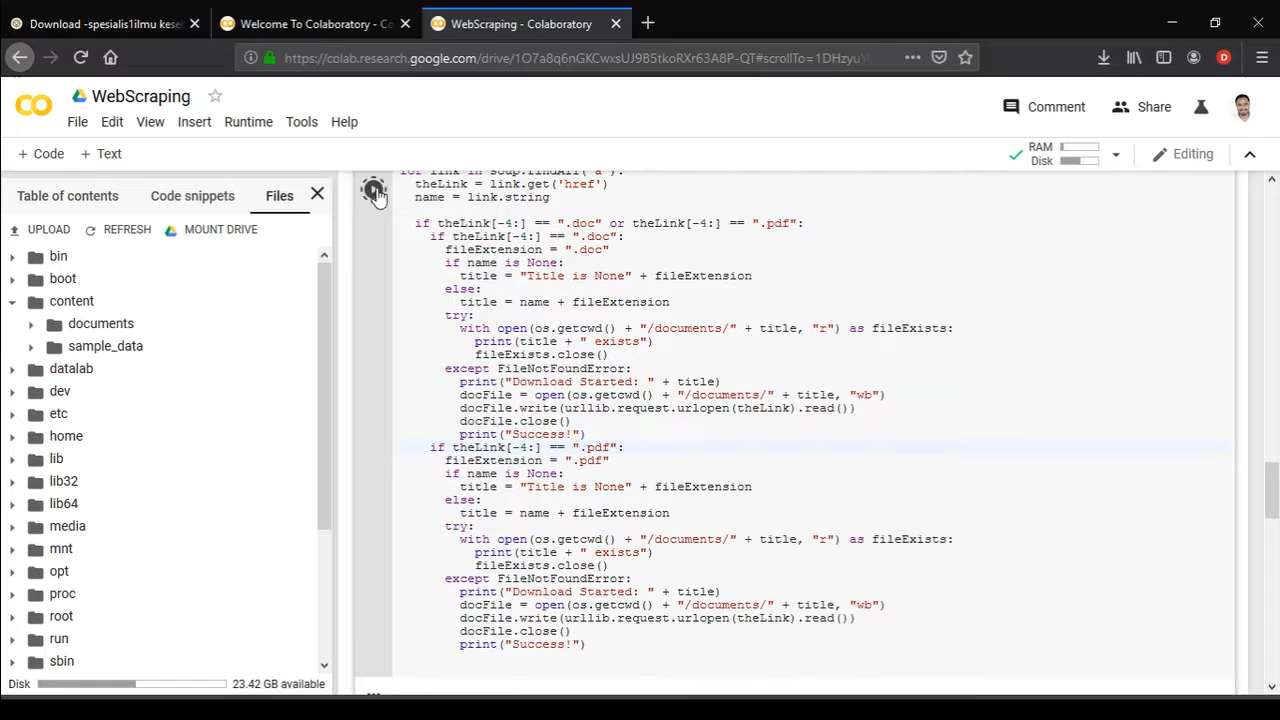 Download -spesialis1ilmu kese
Welcome To Colaboratory - Co
WebScraping - Colaboratory
https://colab.research.google.com/drive/1O7a8q6nGKCwxsUJ9B5tkoRXr63A8P-QT#scrollTo=1DHzyuY
D
CO
WebScraping
Comment
Share
File Edit View Insert Runtime Tools Help
+ Code + Text
RAM
Disk
Editing
Table of contents Code snippets Files
UPLOAD REFRESH MOUNT DRIVE
bin
boot
content
documents
sample_data
datalab
dev
etc
home
lib
lib32
lib64
media
mnt
opt
proc
root
run
sbin
Disk 23.42 GB available
for link in soup.findAll('a'):
theLink = link.get('href')
name = link.string
if theLink[-4:] == ".doc" or theLink[-4:] == ".pdf":
if theLink[-4:] == ".doc":
fileExtension = ".doc"
if name is None:
title = "Title is None" + fileExtension
else:
title = name + fileExtension
try:
with open(os.getcwd() + "/documents/" + title, "r") as fileExists:
print(title + " exists")
fileExists.close()
except FileNotFoundError:
print("Download Started: " + title)
docFile = open(os.getcwd() + "/documents/" + title, "wb")
docFile.write(urllib.request.urlopen(theLink).read())
docFile.close()
print("Success!")
if theLink[-4:] == ".pdf":
fileExtension = ".pdf"
if name is None:
title = "Title is None" + fileExtension
else:
title = name + fileExtension
try:
with open(os.getcwd() + "/documents/" + title, "r") as fileExists:
print(title + " exists")
fileExists.close()
except FileNotFoundError:
print("Download Started: " + title)
docFile = open(os.getcwd() + "/documents/" + title, "wb")
docFile.write(urllib.request.urlopen(theLink).read())
docFile.close()
print("Success!")